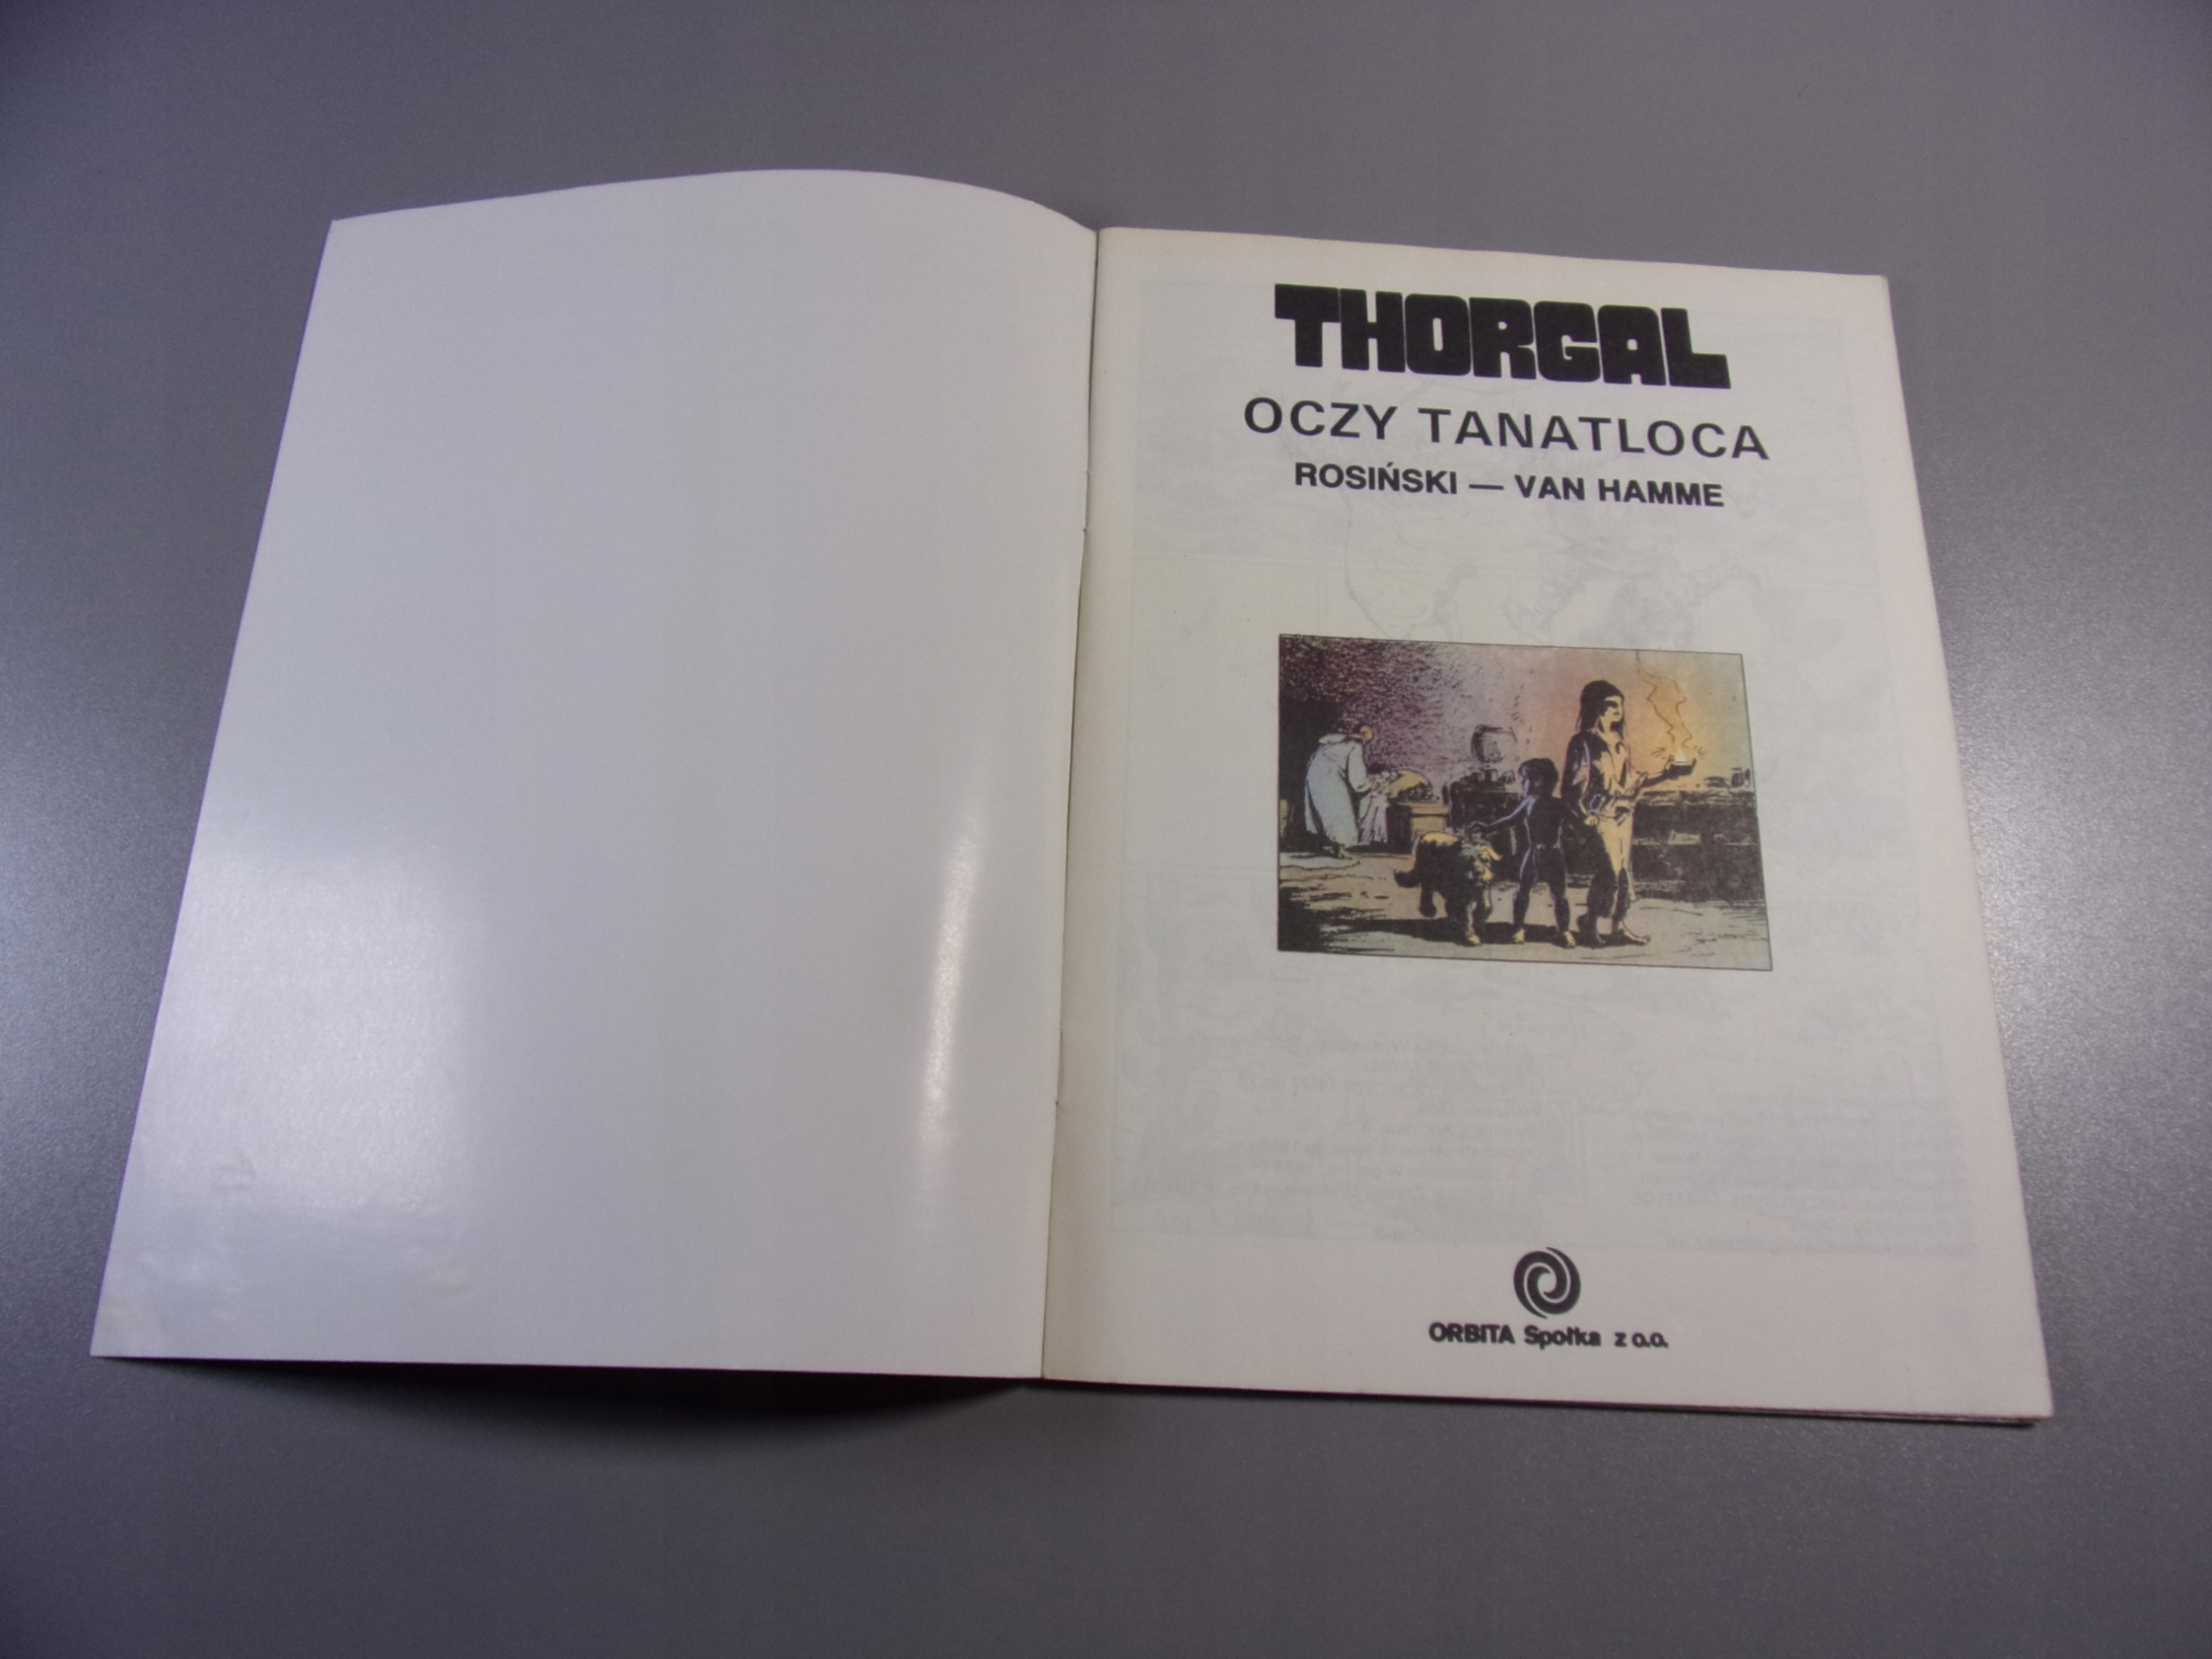 THORGAL
OCZY TANATLOCA
ROSIŃSKI — VAN HAMME
ORBITA Spółka z o.o.